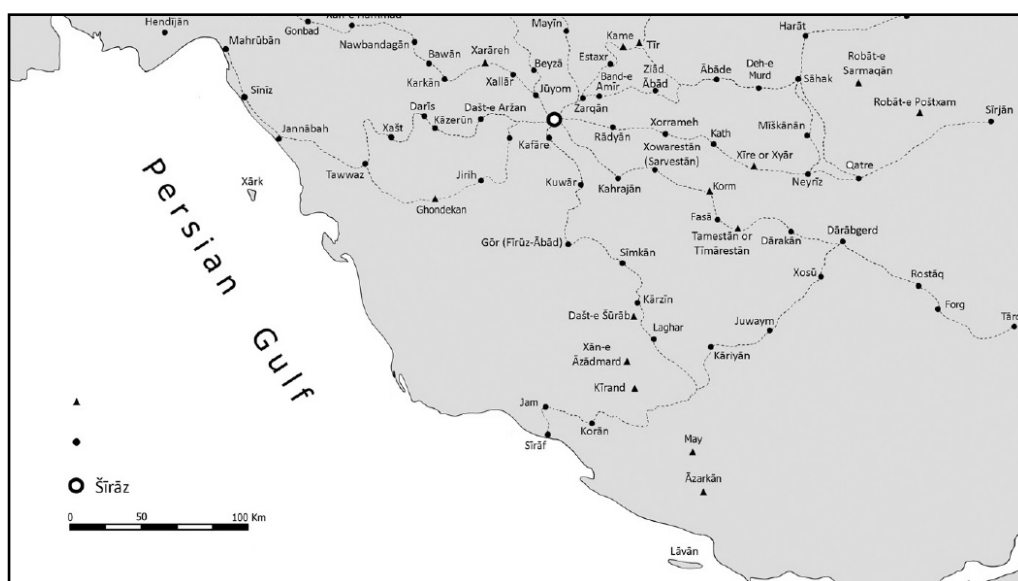 Hendījān
Gonbad
Mayīn
Harāt
Mahrūbān
Nawbandagān
Bawān
Xarāreh
Kame
Tīr
Estaxr
Robāt-e
Sarmaqān
Karkān
Xallār
Beyzā
Band-e
Amīr
Ziād
Ābād
Ābāde
Deh-e
Murd
Sāhak
Sīnīz
Jūyom
Zarqān
Robāt-e Poštxam
Sīrjān
Darīs
Kāzerūn
Dašt-e Aržan
Jannābah
Xašt
Kafāre
Rādyān
Xorrameh
Kath
Mīškānān
Xowarestān
(Sarvestān)
Xīre or Xyār
Qatre
Neyrīz
Tawwaz
Jirih
Kuwār
Kahrajān
Korm
Xārk
Ghondekan
Fasā
Tamestān or
Tīmārestān
Dārakān
Dārābgerd
Gōr (Fīrūz-Ābād)
Sīmkān
Xosū
Rostāq
Forg
Persian Gulf
Kārzīn
Dašt-e Šūrāb
Laghar
Juwaym
Xān-e
Āzādmard
Kāriyān
Kīrand
Jam
Korān
Sīrāf
May
Āzarkān
Šīrāz
0 50 100 Km
Lāvān